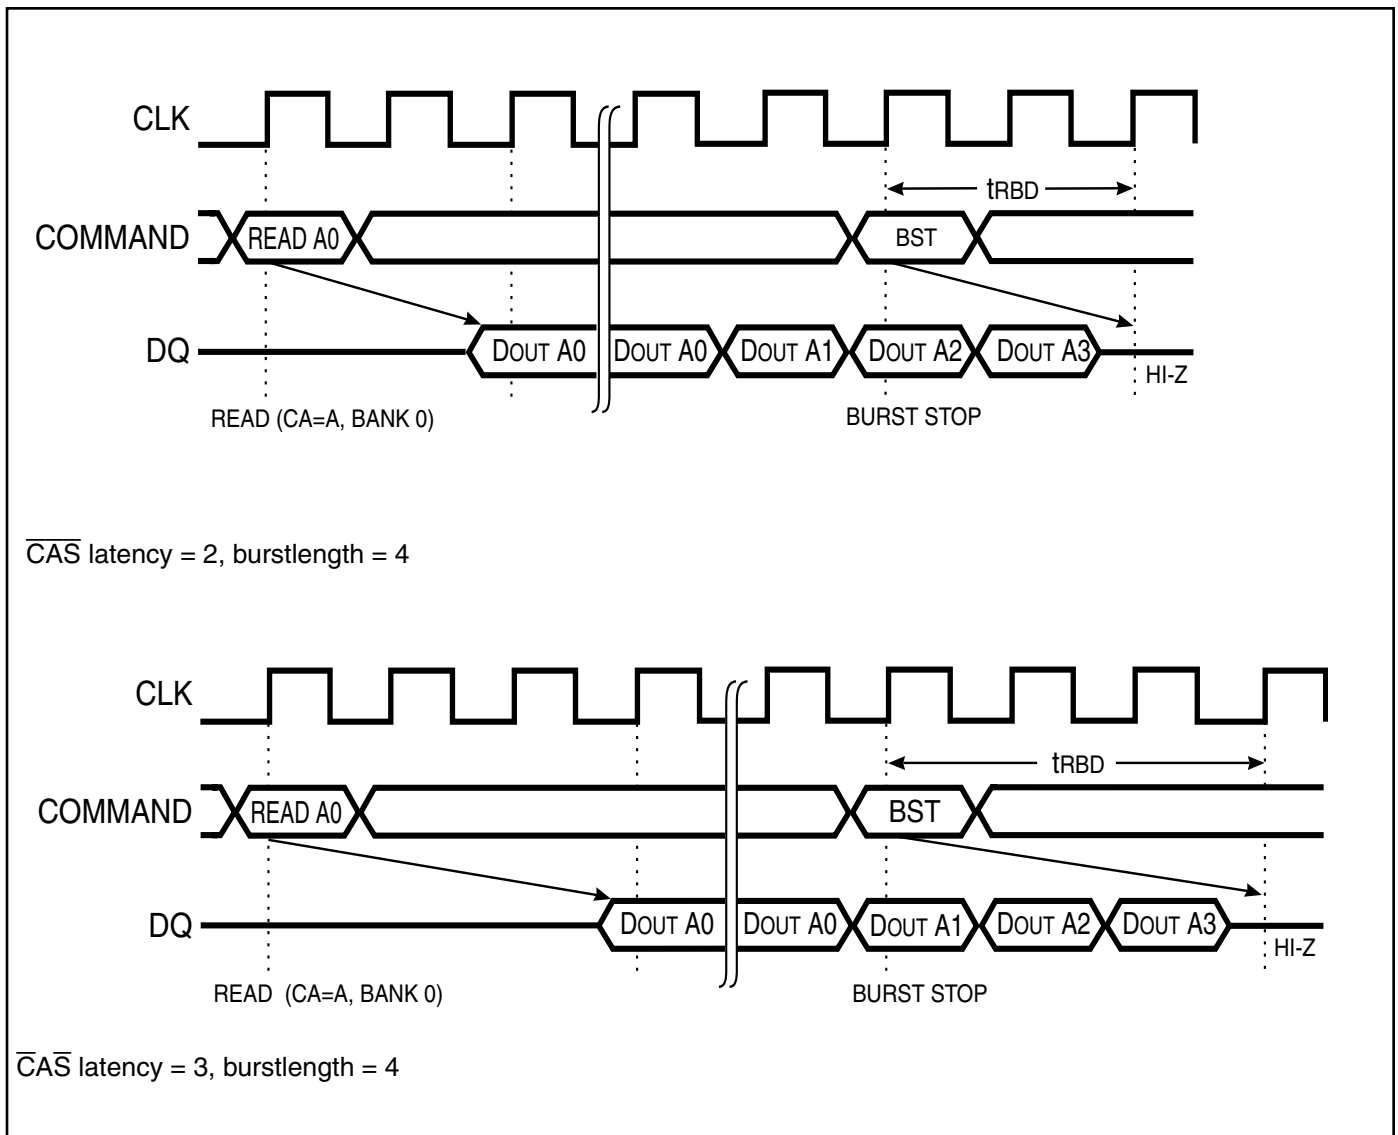 CLK
tRBD
COMMAND READ A0 BST
DQ DOUT A0 DOUT A0 DOUT A1 DOUT A2 DOUT A3
HI-Z
READ (CA=A, BANK 0) BURST STOP
C̅A̅S̅ latency = 2, burstlength = 4
CLK
tRBD
COMMAND READ A0 BST
DQ DOUT A0 DOUT A0 DOUT A1 DOUT A2 DOUT A3
HI-Z
READ (CA=A, BANK 0) BURST STOP
C̅AS̅ latency = 3, burstlength = 4